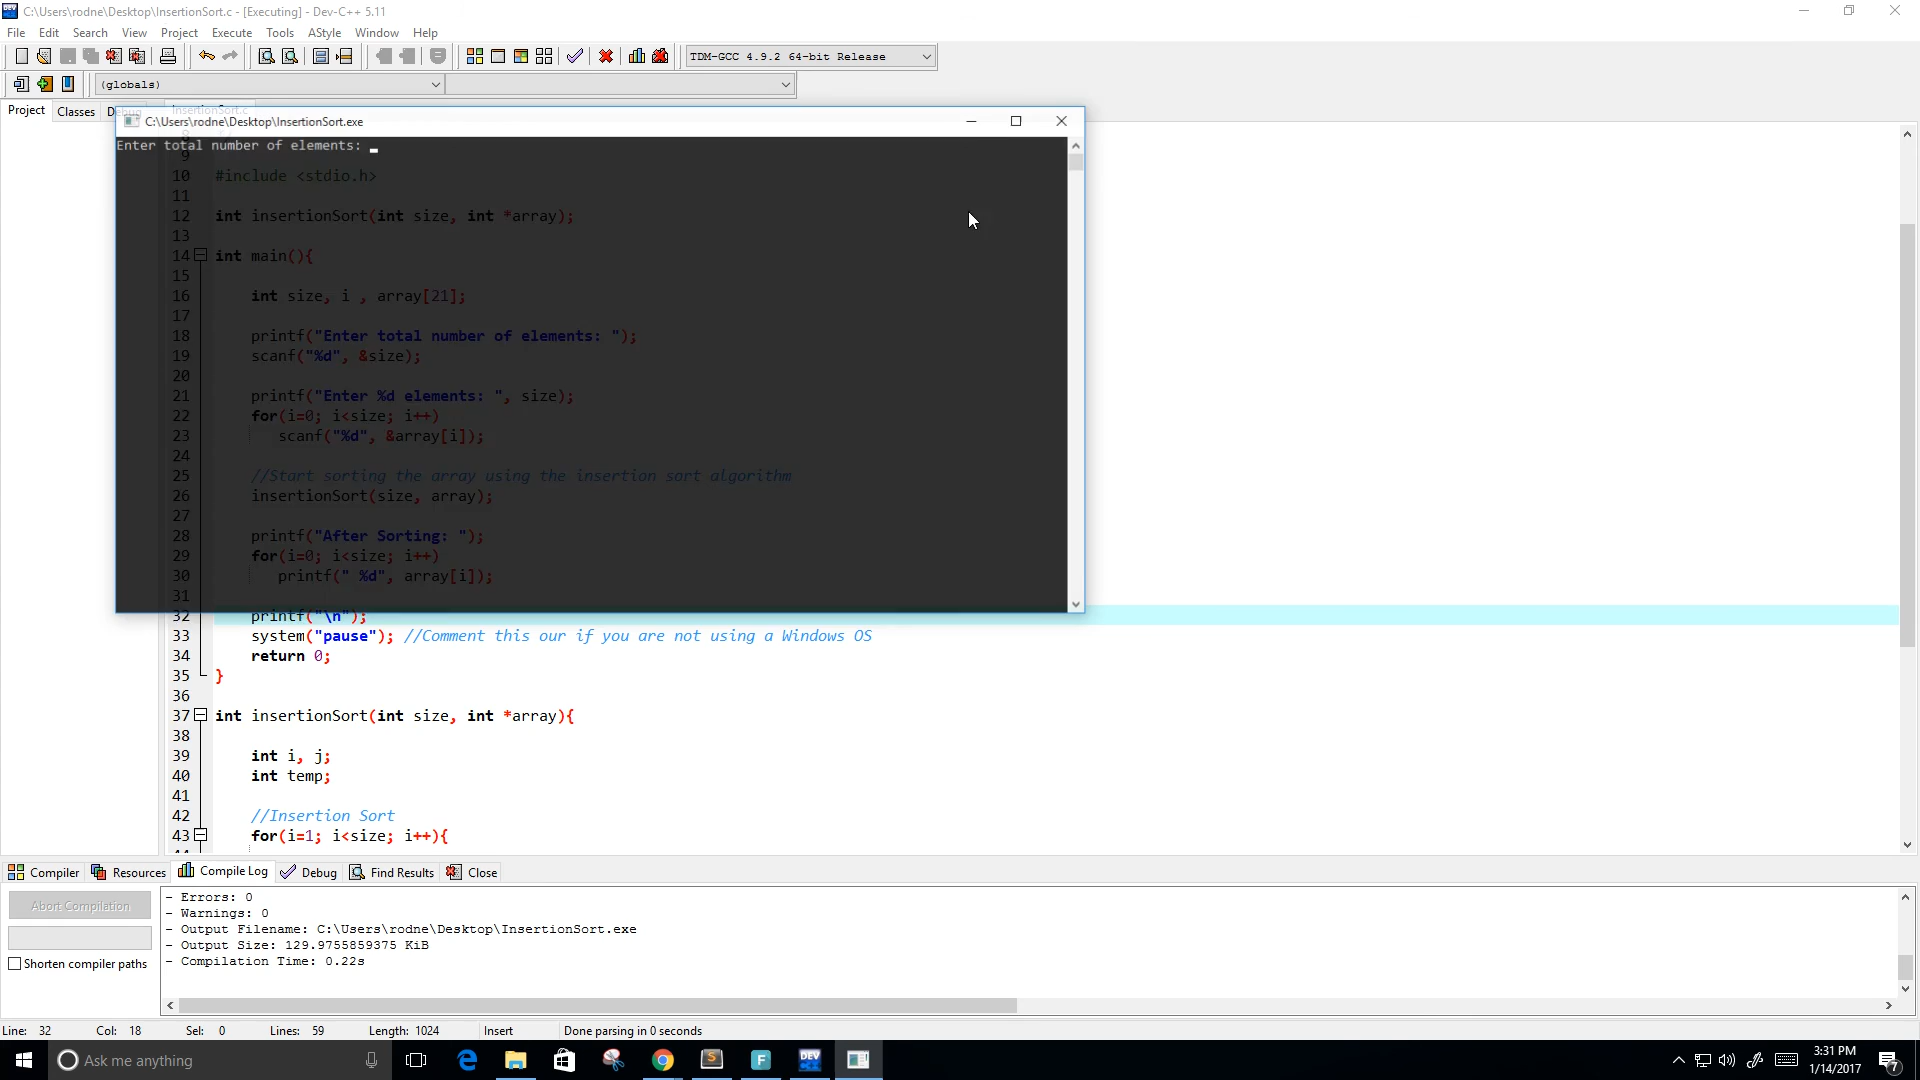 C:\Users\rodne\Desktop\InsertionSort.c - [Executing] - Dev-C++ 5.11
File Edit Search View Project Execute Tools AStyle Window Help
TDM-GCC 4.9.2 64-bit Release
(globals)
Project Classes Debug InsertionSort.c
C:\Users\rodne\Desktop\InsertionSort.exe
Enter total number of elements:
8
9
10 #include <stdio.h>
11
12 int insertionSort(int size, int *array);
13
14 int main(){
15
16 int size, i , array[21];
17
18 printf("Enter total number of elements: ");
19 scanf("%d", &size);
20
21 printf("Enter %d elements: ", size);
22 for(i=0; i<size; i++)
23 scanf("%d", &array[i]);
24
25 //Start sorting the array using the insertion sort algorithm
26 insertionSort(size, array);
27
28 printf("After Sorting: ");
29 for(i=0; i<size; i++)
30 printf(" %d", array[i]);
31
32 printf("\n");
33 system("pause"); //Comment this our if you are not using a Windows OS
34 return 0;
35 }
36
37 int insertionSort(int size, int *array){
38
39 int i, j;
40 int temp;
41
42 //Insertion Sort
43 for(i=1; i<size; i++){
44
Compiler Resources Compile Log Debug Find Results Close
Abort Compilation
Shorten compiler paths
- Errors: 0
- Warnings: 0
- Output Filename: C:\Users\rodne\Desktop\InsertionSort.exe
- Output Size: 129.9755859375 KiB
- Compilation Time: 0.22s
Line: 32 Col: 18 Sel: 0 Lines: 59 Length: 1024 Insert Done parsing in 0 seconds
Ask me anything
DEV
3:31 PM
1/14/2017
7